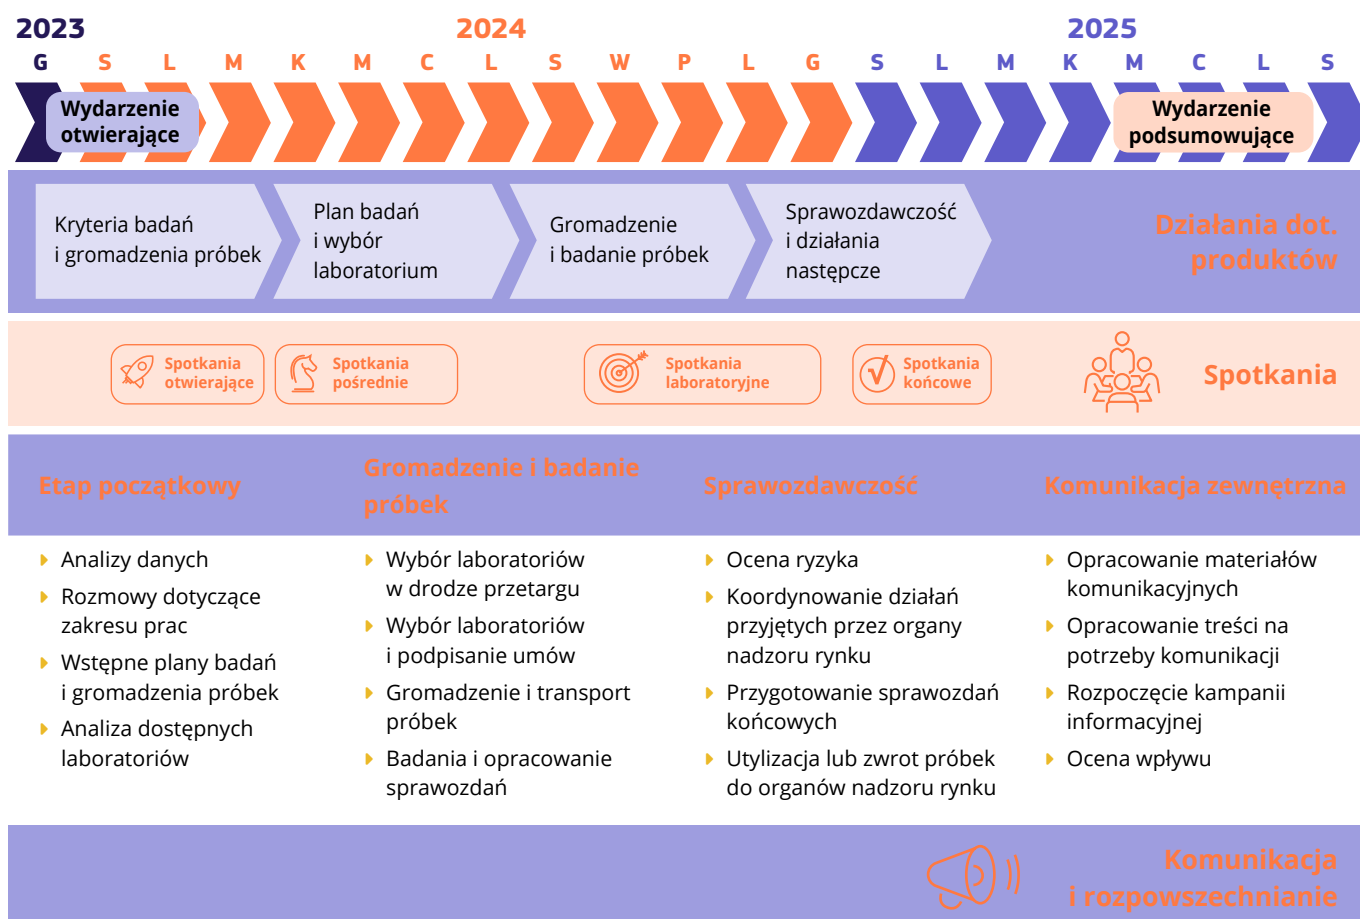 2023
2024
2025
G S L M K M C L S W P L G S L M K M C L S
Wydarzenie
otwierające
Wydarzenie
podsumowujące
Kryteria badań
i gromadzenia próbek
Plan badań
i wybór
laboratorium
Gromadzenie
i badanie próbek
Sprawozdawczość
i działania
następcze
Działania dot.
produktów
Spotkania
otwierające
Spotkania
pośrednie
Spotkania
laboratoryjne
Spotkania
końcowe
Spotkania
Etap początkowy
Analizy danych
Rozmowy dotyczące
zakresu prac
Wstępne plany badań
i gromadzenia próbek
Analiza dostępnych
laboratoriów
Gromadzenie i badanie
próbek
Wybór laboratoriów
w drodze przetargu
Wybór laboratoriów
i podpisanie umów
Gromadzenie i transport
próbek
Badania i opracowanie
sprawozdań
Sprawozdawczość
Ocena ryzyka
Koordynowanie działań
przyjętych przez organy
nadzoru rynku
Przygotowanie sprawozdań
końcowych
Utylizacja lub zwrot próbek
do organów nadzoru rynku
Komunikacja zewnętrzna
Opracowanie materiałów
komunikacyjnych
Opracowanie treści na
potrzeby komunikacji
Rozpoczęcie kampanii
informacyjnej
Ocena wpływu
Komunikacja
i rozpowszechnianie